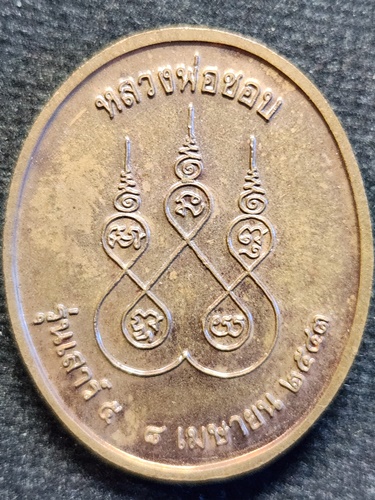 หลวงพ่อชอบ
รุ่นเสาร์ ๕ ๘ เมษายน ๒๕๔๓